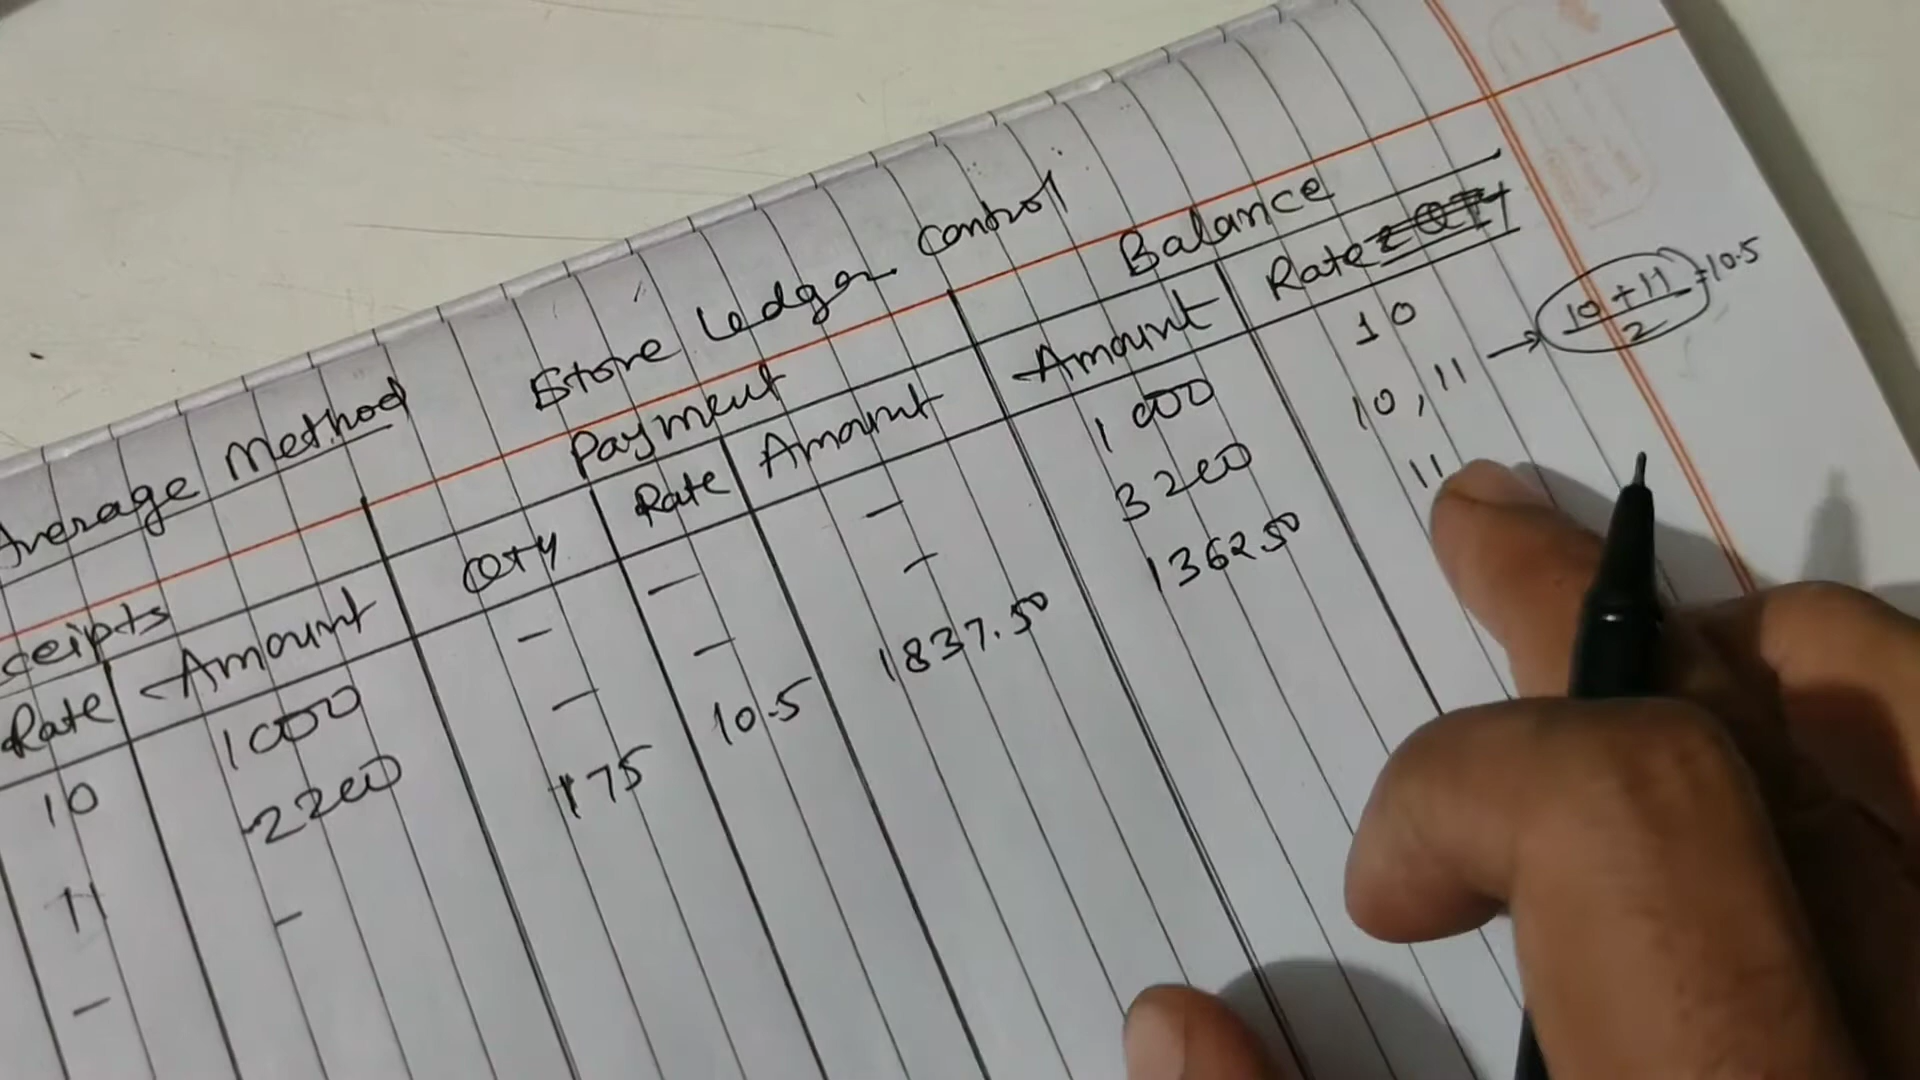 Average Method Store Ledger Control
ceipts Payment Balance
Rate Amount QTY Rate Amount Amount Rate
10 1000 - - - 1000 10
11 2200 - - - 3200 10, 11 → 10 + 11 / 2 = 10.5
- - 175 10.5 1837.50 1362.50 11